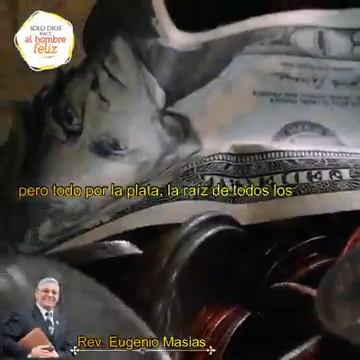 SOLO DIOS
HACE
al hombre
feliz
pero todo por la plata, la raíz de todos los
Rev. Eugenio Masías